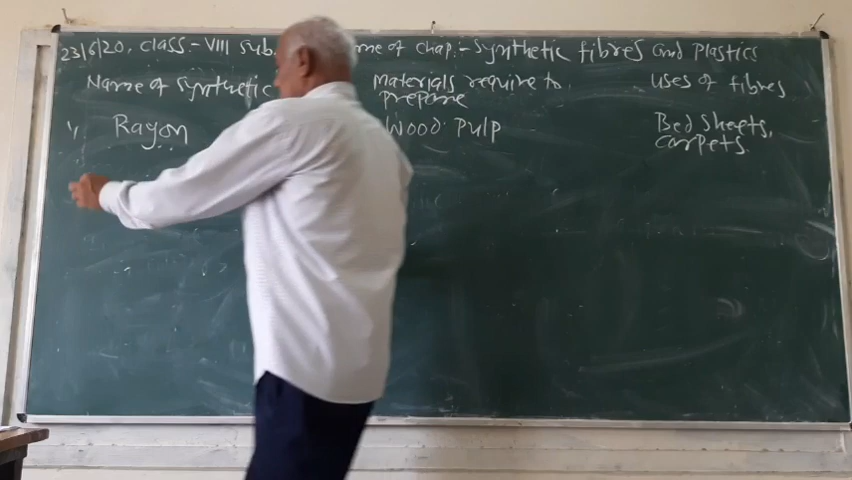 23/6/20. class.- VIII sub. me of chap:- Synthetic fibres and Plastics
Name of Synthetic Materials require to prepare uses of fibres
1, Rayon Wood Pulp Bed Sheets, carpets.